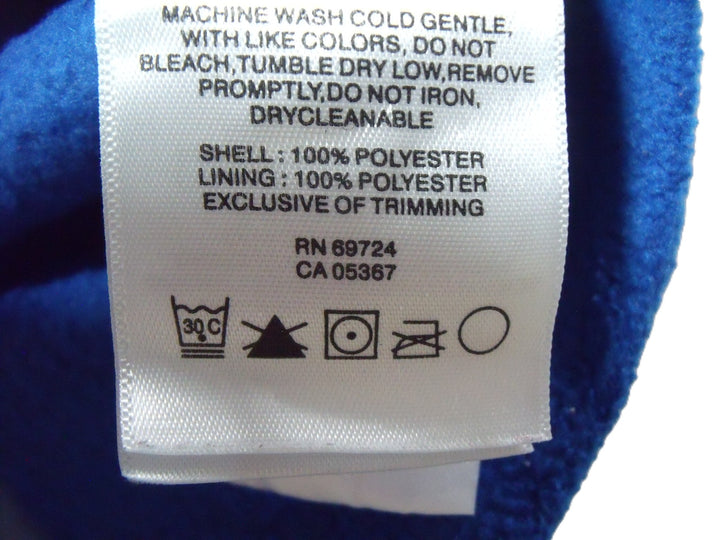 MACHINE WASH COLD GENTLE,
WITH LIKE COLORS, DO NOT
BLEACH,TUMBLE DRY LOW,REMOVE
PROMPTLY,DO NOT IRON,
DRYCLEANABLE
SHELL : 100% POLYESTER
LINING : 100% POLYESTER
EXCLUSIVE OF TRIMMING
RN 69724
CA 05367
30 C